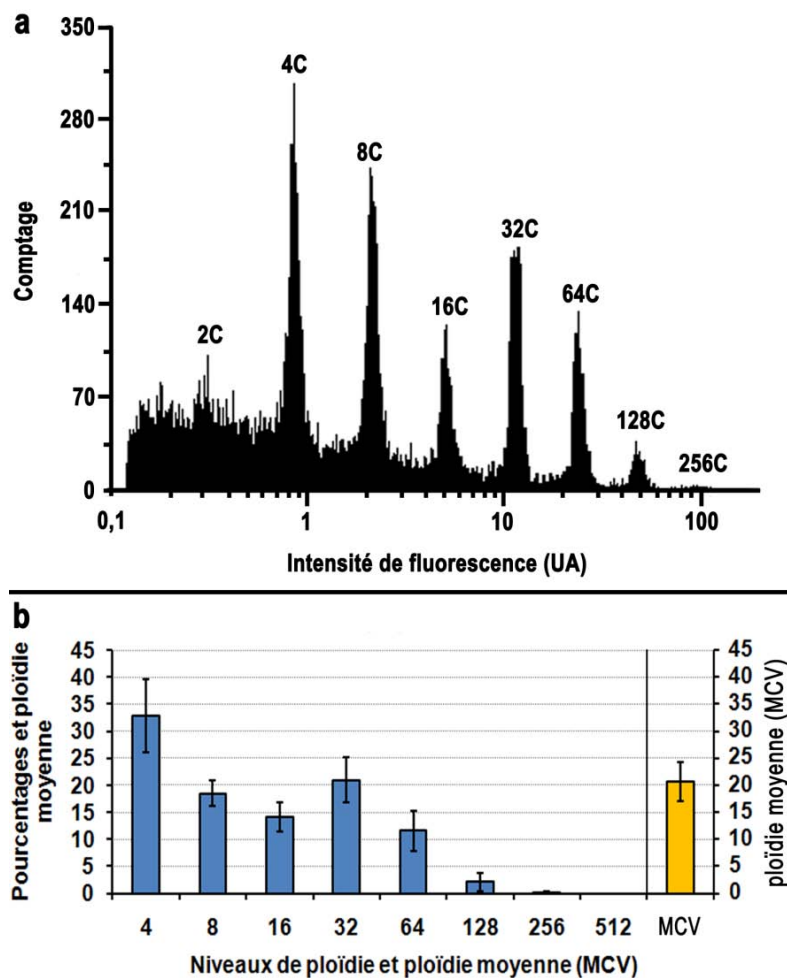 a
350
280
210
140
70
0
Comptage
2C
4C
8C
16C
32C
64C
128C
256C
0,1
1
10
100
Intensité de fluorescence (UA)
b
Pourcentages et ploïdie
moyenne
45
40
35
30
25
20
15
10
5
0
45
40
35
30
25
20
15
10
5
0
ploïdie moyenne (MCV)
4 8 16 32 64 128 256 512 MCV
Niveaux de ploïdie et ploïdie moyenne (MCV)